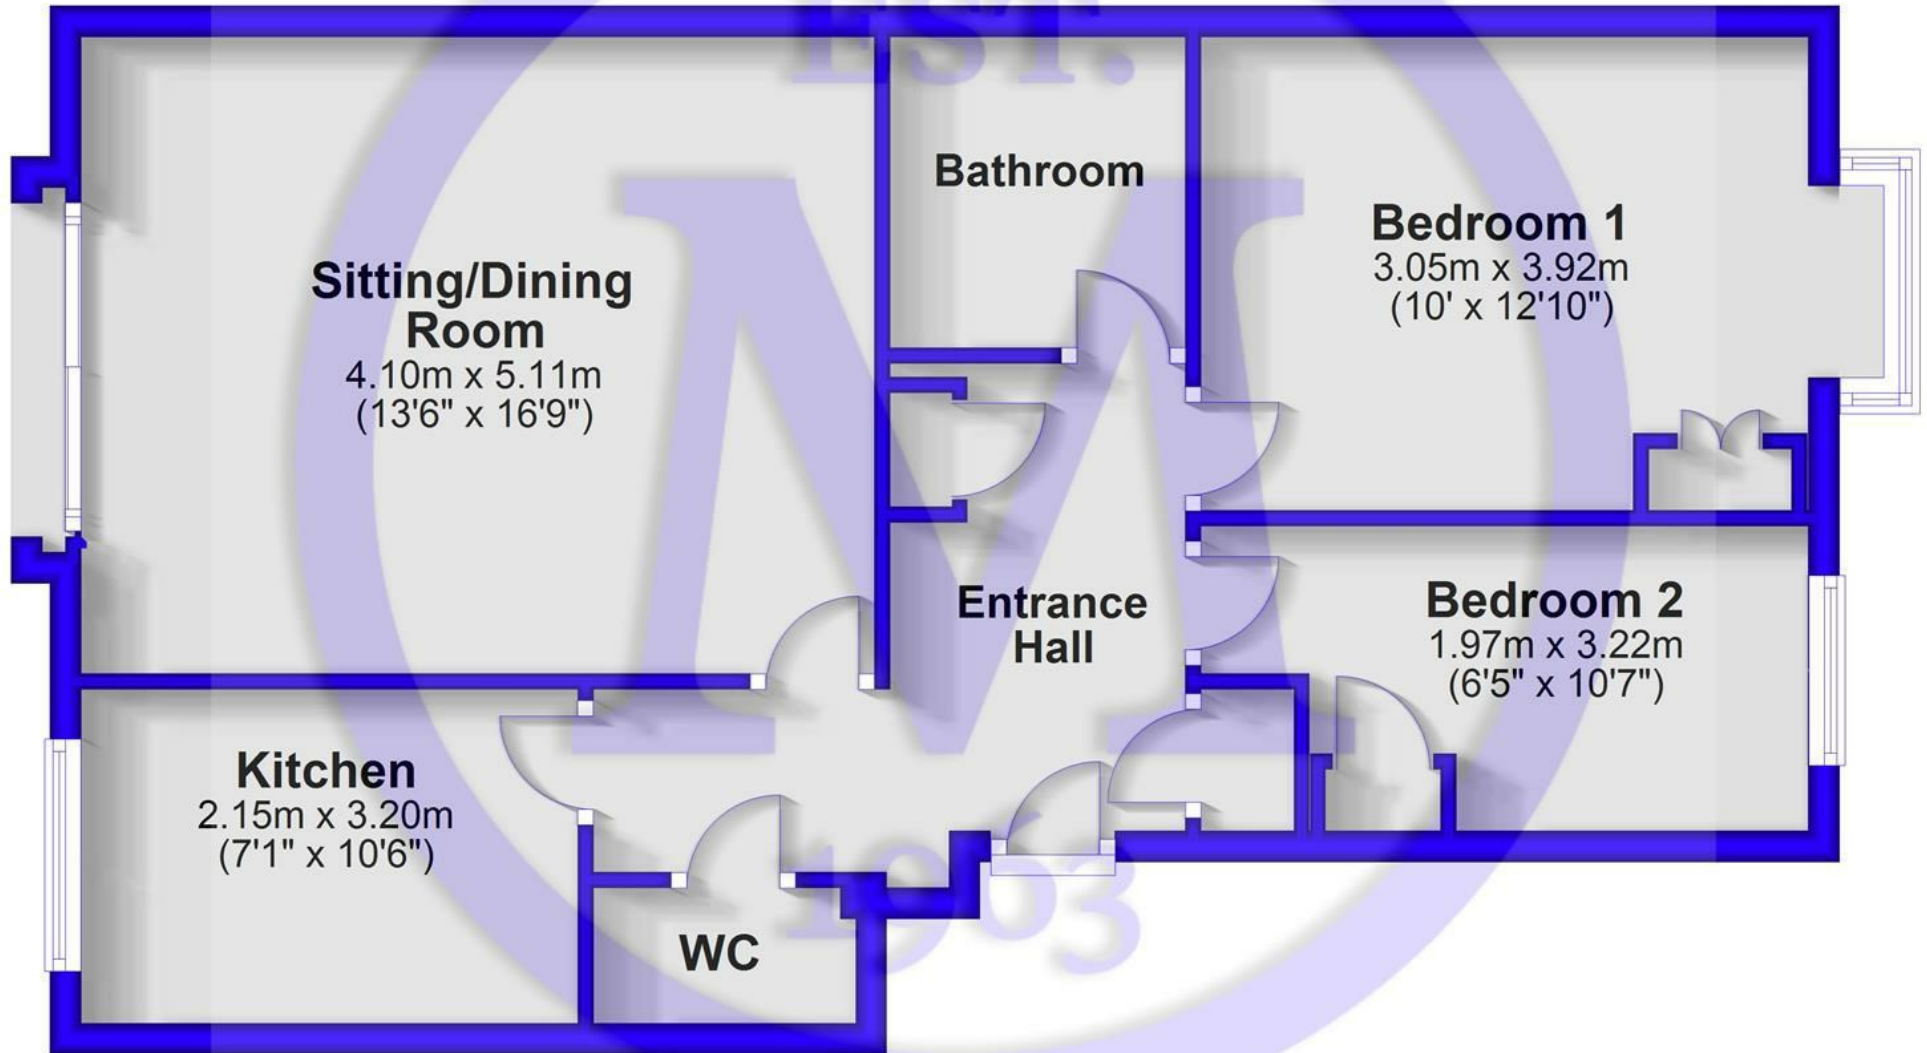 EST.
Bathroom
Bedroom 1
3.05m x 3.92m
(10' x 12'10")
Sitting/Dining
Room
4.10m x 5.11m
(13'6" x 16'9")
Entrance
Hall
Bedroom 2
1.97m x 3.22m
(6'5" x 10'7")
Kitchen
2.15m x 3.20m
(7'1" x 10'6")
WC
M
1963